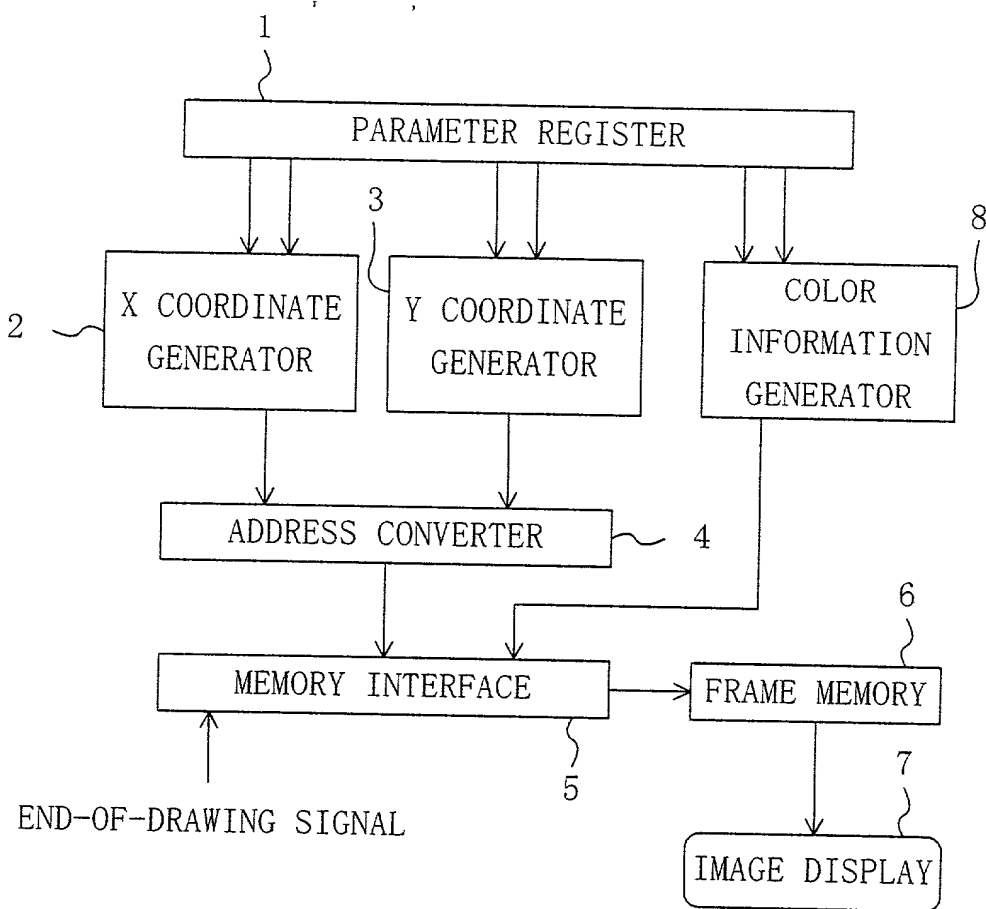 1
PARAMETER REGISTER
2
X COORDINATE
GENERATOR
3
Y COORDINATE
GENERATOR
8
COLOR
INFORMATION
GENERATOR
ADDRESS CONVERTER
4
MEMORY INTERFACE
5
6
FRAME MEMORY
END-OF-DRAWING SIGNAL
7
IMAGE DISPLAY